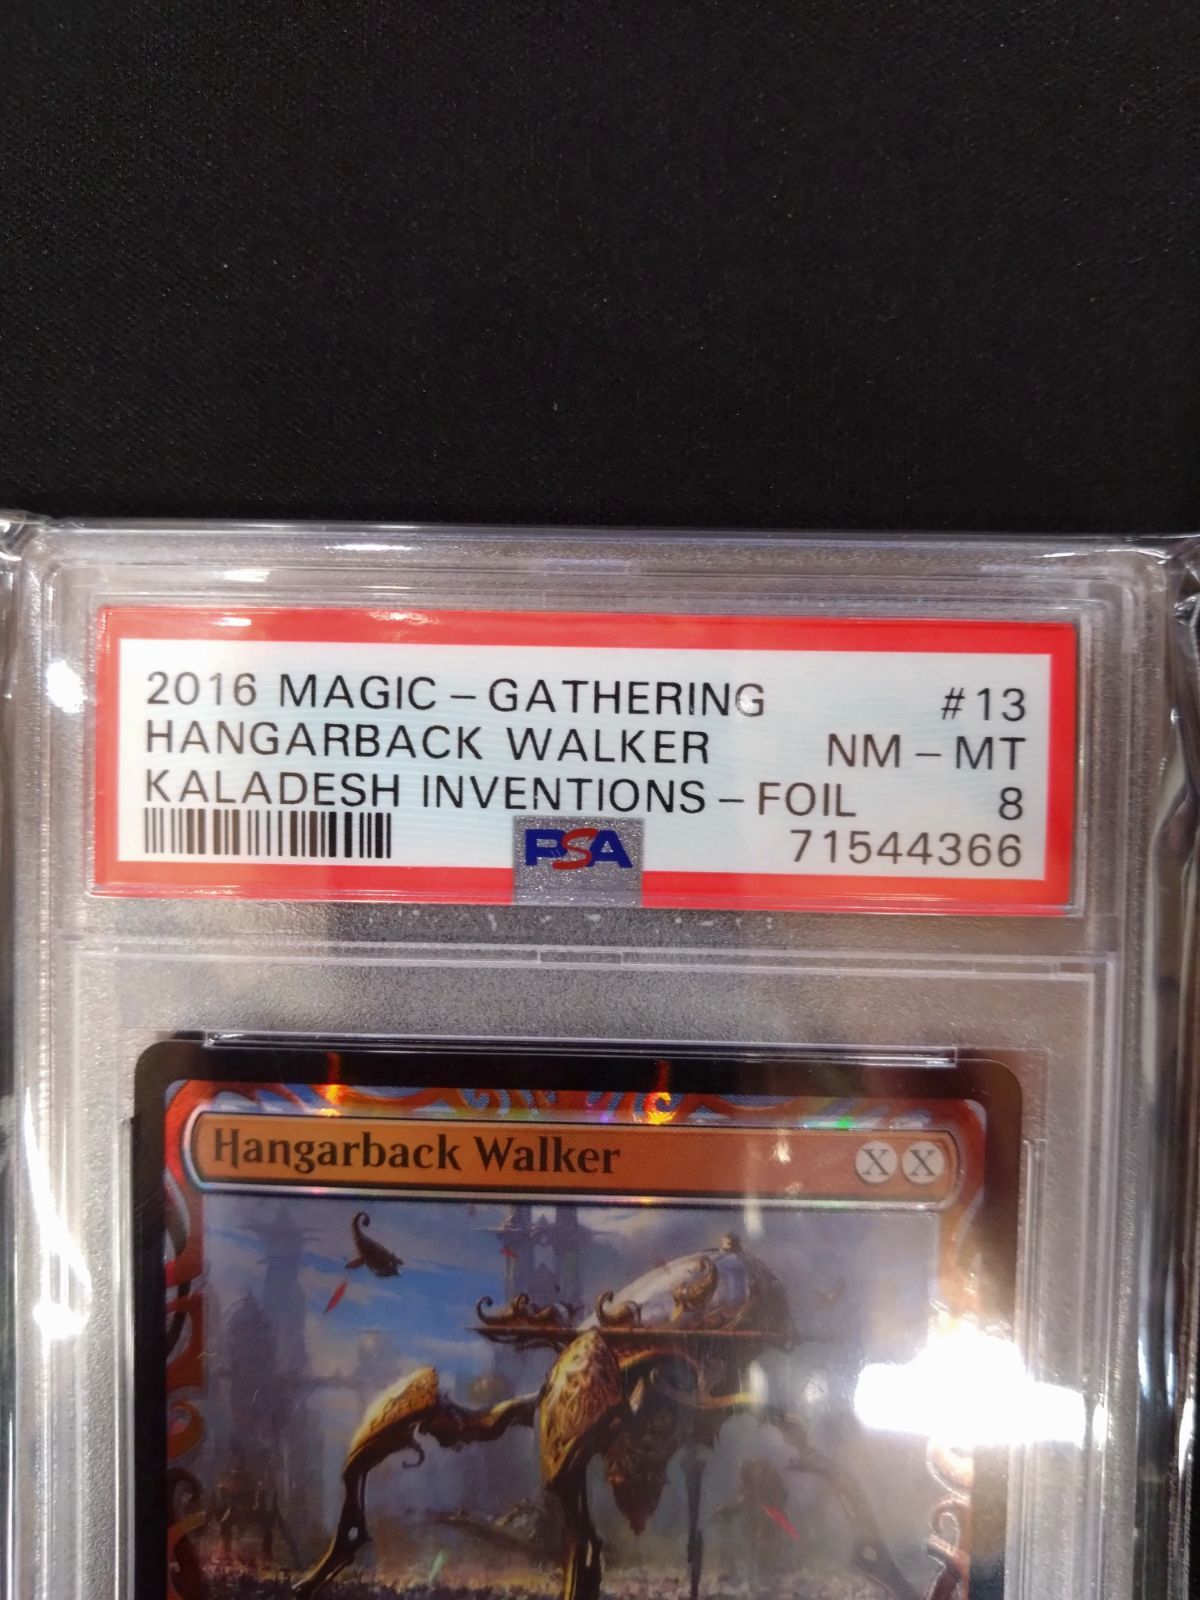 2016 MAGIC - GATHERING #13
HANGARBACK WALKER NM - MT
KALADESH INVENTIONS - FOIL 8
PSA 71544366
Hangarback Walker X X